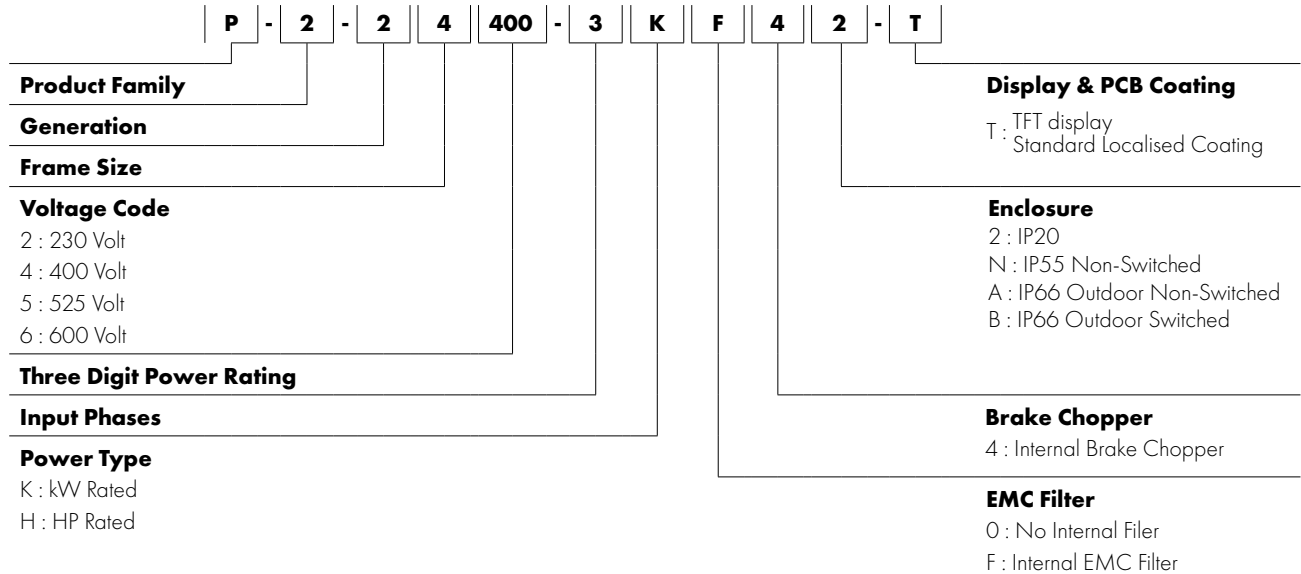 P - 2 - 2 4 400 - 3 K F 4 2 - T
Product Family
Generation
Frame Size
Voltage Code
2 : 230 Volt
4 : 400 Volt
5 : 525 Volt
6 : 600 Volt
Three Digit Power Rating
Input Phases
Power Type
K : kW Rated
H : HP Rated
Display & PCB Coating
T : TFT display
Standard Localised Coating
Enclosure
2 : IP20
N : IP55 Non-Switched
A : IP66 Outdoor Non-Switched
B : IP66 Outdoor Switched
Brake Chopper
4 : Internal Brake Chopper
EMC Filter
0 : No Internal Filer
F : Internal EMC Filter